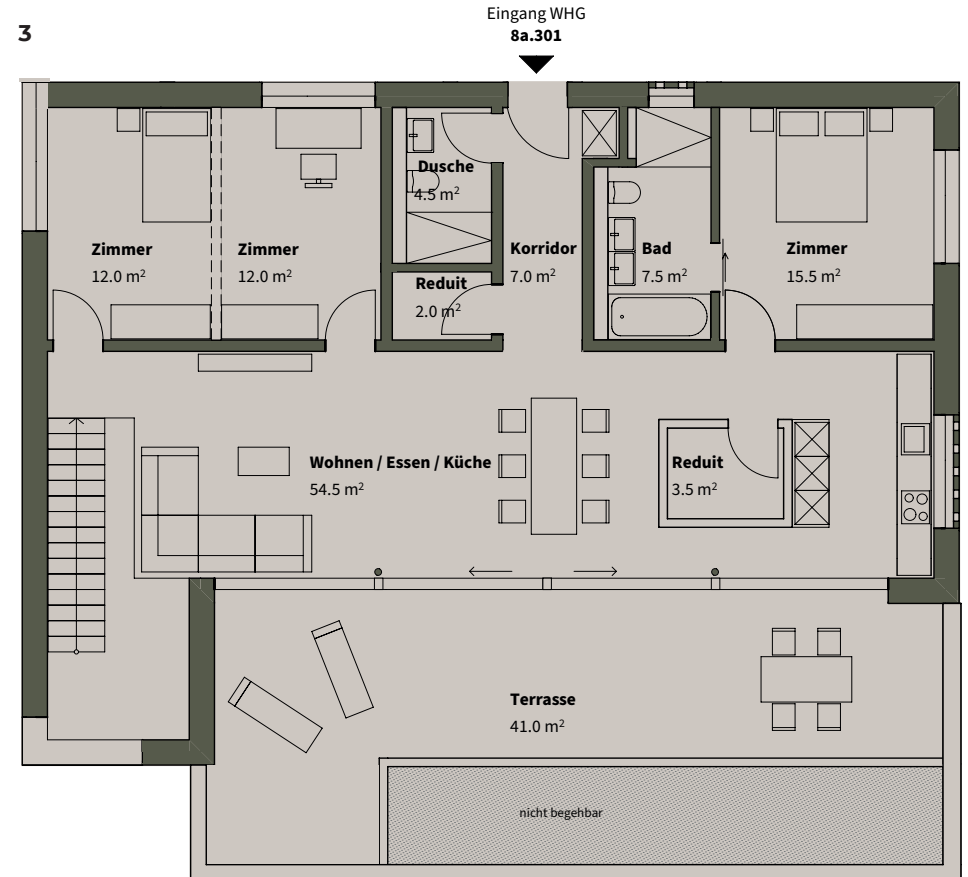 3
Eingang WHG
8a.301
Dusche
4.5 m²
Zimmer
12.0 m²
Zimmer
12.0 m²
Reduit
2.0 m²
Korridor
7.0 m²
Bad
7.5 m²
Zimmer
15.5 m²
Wohnen / Essen / Küche
54.5 m²
Reduit
3.5 m²
Terrasse
41.0 m²
nicht begehbar